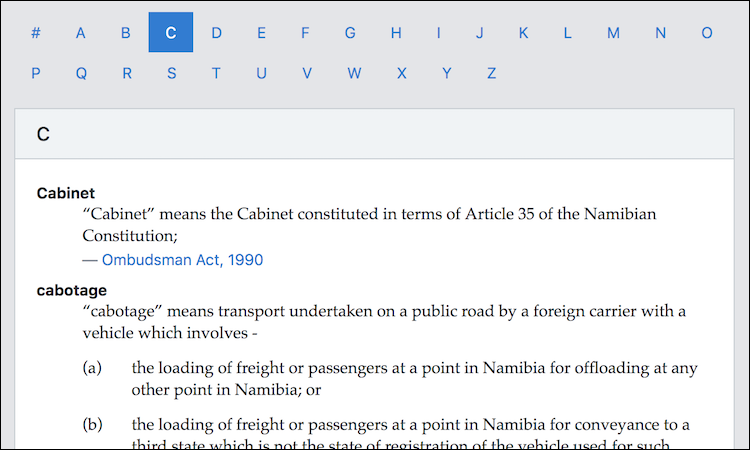 # A B C D E F G H I J K L M N O
P Q R S T U V W X Y Z
C
Cabinet
“Cabinet” means the Cabinet constituted in terms of Article 35 of the Namibian
Constitution;
— Ombudsman Act, 1990
cabotage
“cabotage” means transport undertaken on a public road by a foreign carrier with a
vehicle which involves -
(a) the loading of freight or passengers at a point in Namibia for offloading at any
other point in Namibia; or
(b) the loading of freight or passengers at a point in Namibia for conveyance to a
third state which is not the state of registration of the vehicle used for such